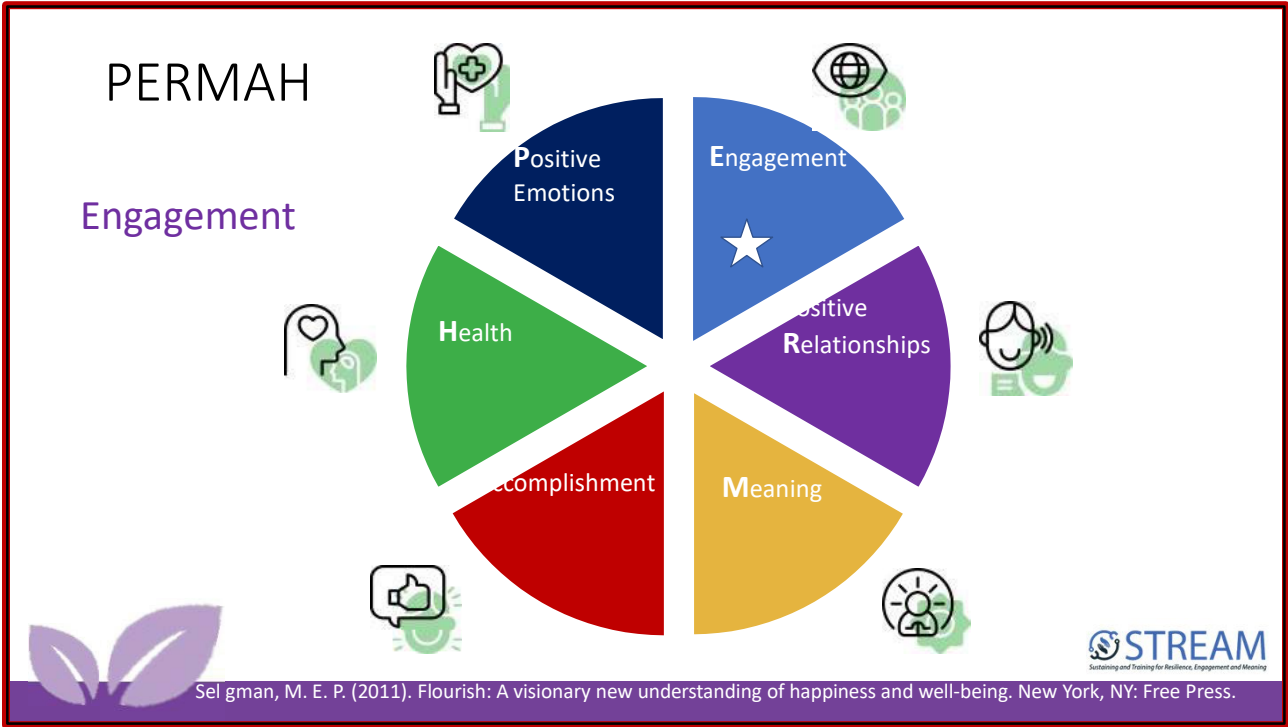 PERMAH
Engagement
Positive
Emotions
Engagement
Health
ositive
Relationships
ccomplishment
Meaning
STREAM
Sustaining and Training for Resilience, Engagement and Meaning
Sel gman, M. E. P. (2011). Flourish: A visionary new understanding of happiness and well-being. New York, NY: Free Press.